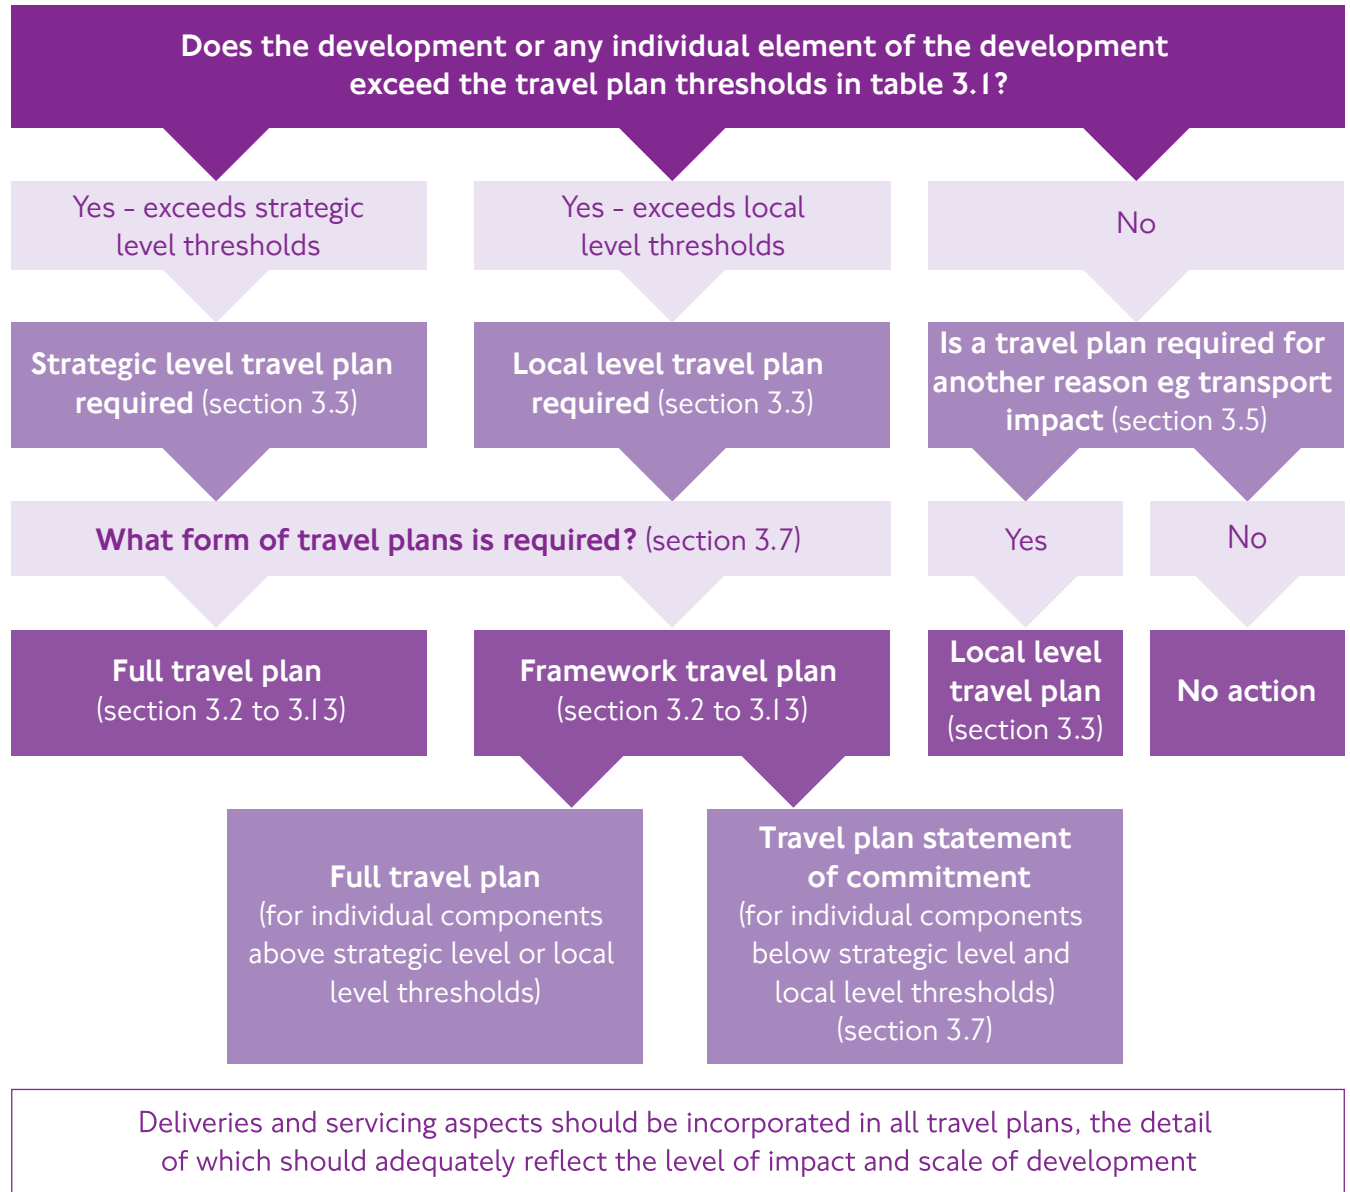 Does the development or any individual element of the development
exceed the travel plan thresholds in table 3.1?
Yes - exceeds strategic
level thresholds
Yes - exceeds local
level thresholds
No
Strategic level travel plan
required (section 3.3)
Local level travel plan
required (section 3.3)
Is a travel plan required for
another reason eg transport
impact (section 3.5)
What form of travel plans is required? (section 3.7)
Yes
No
Full travel plan
(section 3.2 to 3.13)
Framework travel plan
(section 3.2 to 3.13)
Local level
travel plan
(section 3.3)
No action
Full travel plan
(for individual components
above strategic level or local
level thresholds)
Travel plan statement
of commitment
(for individual components
below strategic level and
local level thresholds)
(section 3.7)
Deliveries and servicing aspects should be incorporated in all travel plans, the detail
of which should adequately reflect the level of impact and scale of development